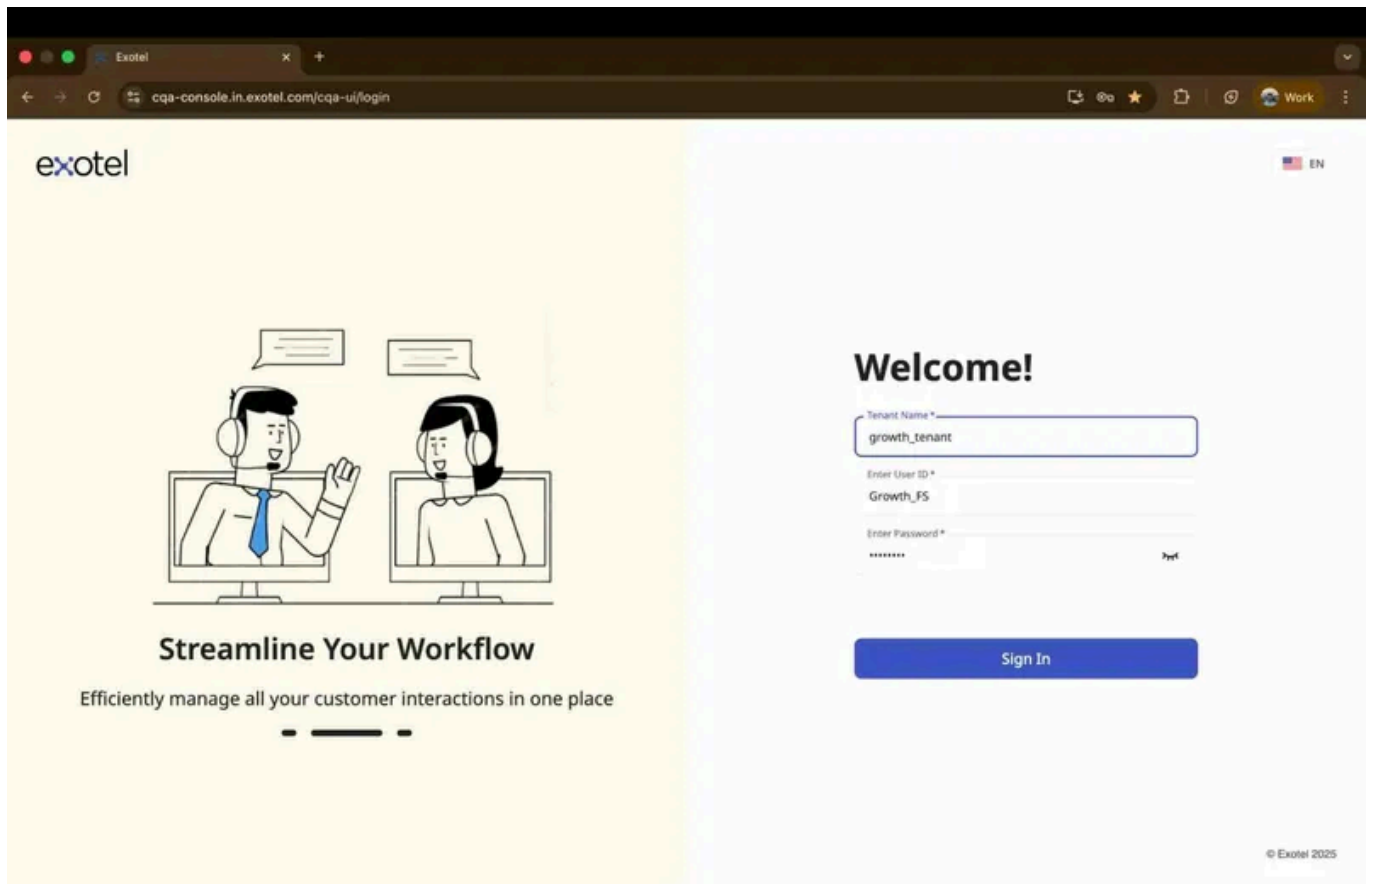 Exotel
cqa-console.in.exotel.com/cqa-ui/login
Work
exotel
EN
Welcome!
Tenant Name *
growth_tenant
Enter User ID *
Growth_FS
Enter Password *
••••••••
Sign In
Streamline Your Workflow
Efficiently manage all your customer interactions in one place
© Exotel 2025